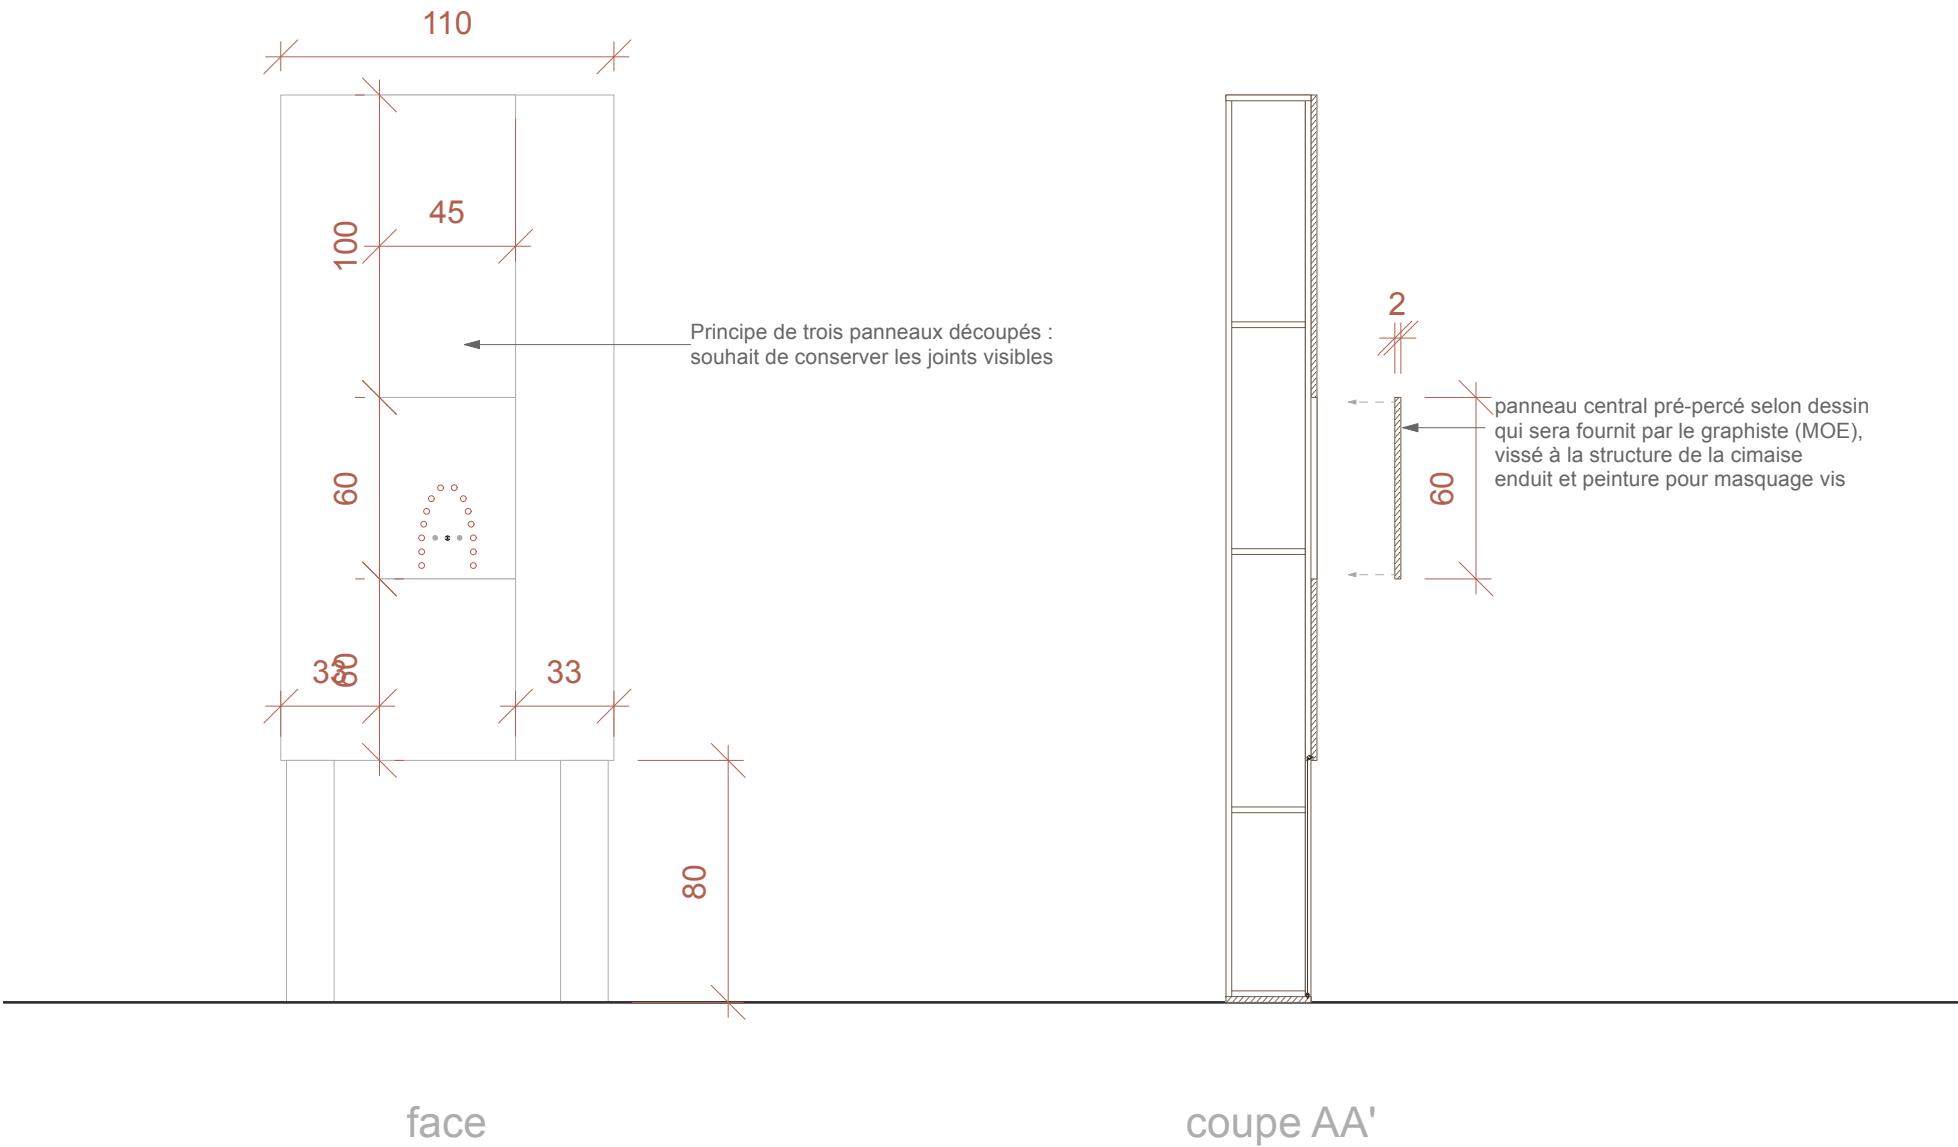 110
45
100
Principe de trois panneaux découpés :
souhait de conserver les joints visibles
60
33
60
33
80
2
panneau central pré-percé selon dessin
qui sera fournit par le graphiste (MOE),
vissé à la structure de la cimaise
enduit et peinture pour masquage vis
60
face
coupe AA'